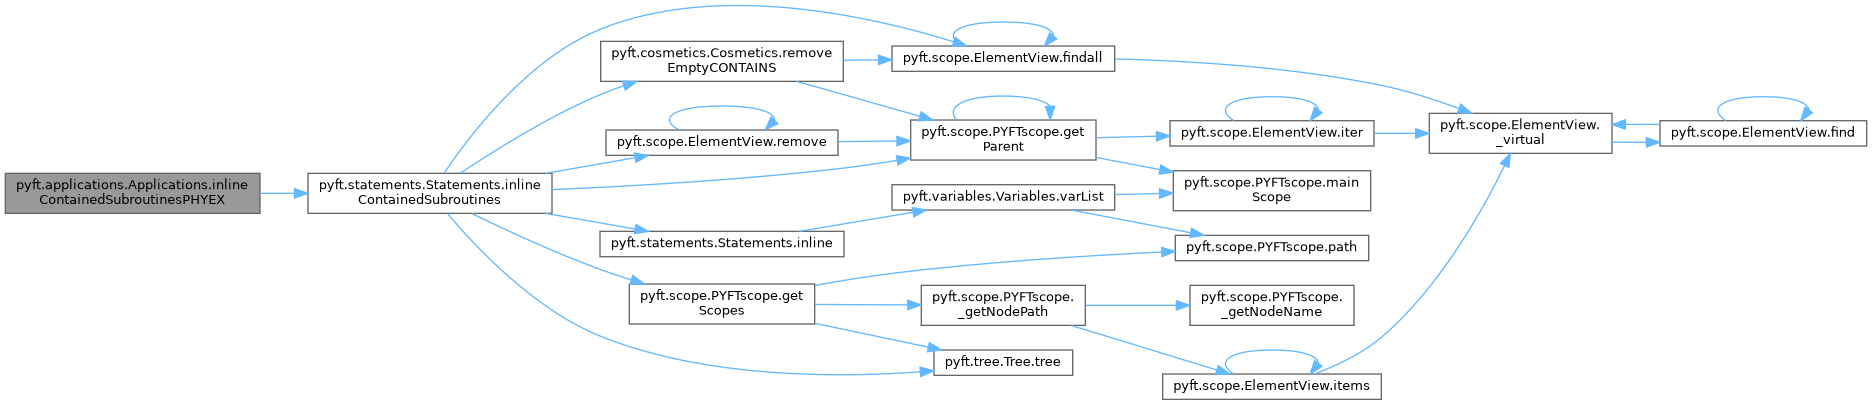 pyft.applications.Applications.inline
ContainedSubroutinesPHYEX
pyft.statements.Statements.inline
ContainedSubroutines
pyft.cosmetics.Cosmetics.remove
EmptyCONTAINS
pyft.scope.ElementView.remove
pyft.statements.Statements.inline
pyft.scope.PYFTscope.get
Scopes
pyft.scope.ElementView.findall
pyft.scope.PYFTscope.get
Parent
pyft.variables.Variables.varList
pyft.scope.PYFTscope.
_getNodePath
pyft.tree.Tree.tree
pyft.scope.ElementView.iter
pyft.scope.PYFTscope.main
Scope
pyft.scope.PYFTscope.path
pyft.scope.PYFTscope.
_getNodeName
pyft.scope.ElementView.items
pyft.scope.ElementView.
_virtual
pyft.scope.ElementView.find